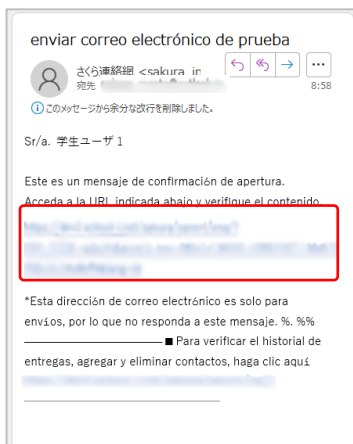 enviar correo electrónico de prueba
さくら連絡網 <sakura_in
宛先
8:58
このメッセージから余分な改行を削除しました。
Sr/a. 学生ユーザ 1
Este es un mensaje de confirmación de apertura.
Acceda a la URL indicada abajo y verifique el contenido.
*Esta dirección de correo electrónico es solo para
envíos, por lo que no responda a este mensaje. %. %%
■ Para verificar el historial de
entregas, agregar y eliminar contactos, haga clic aquí